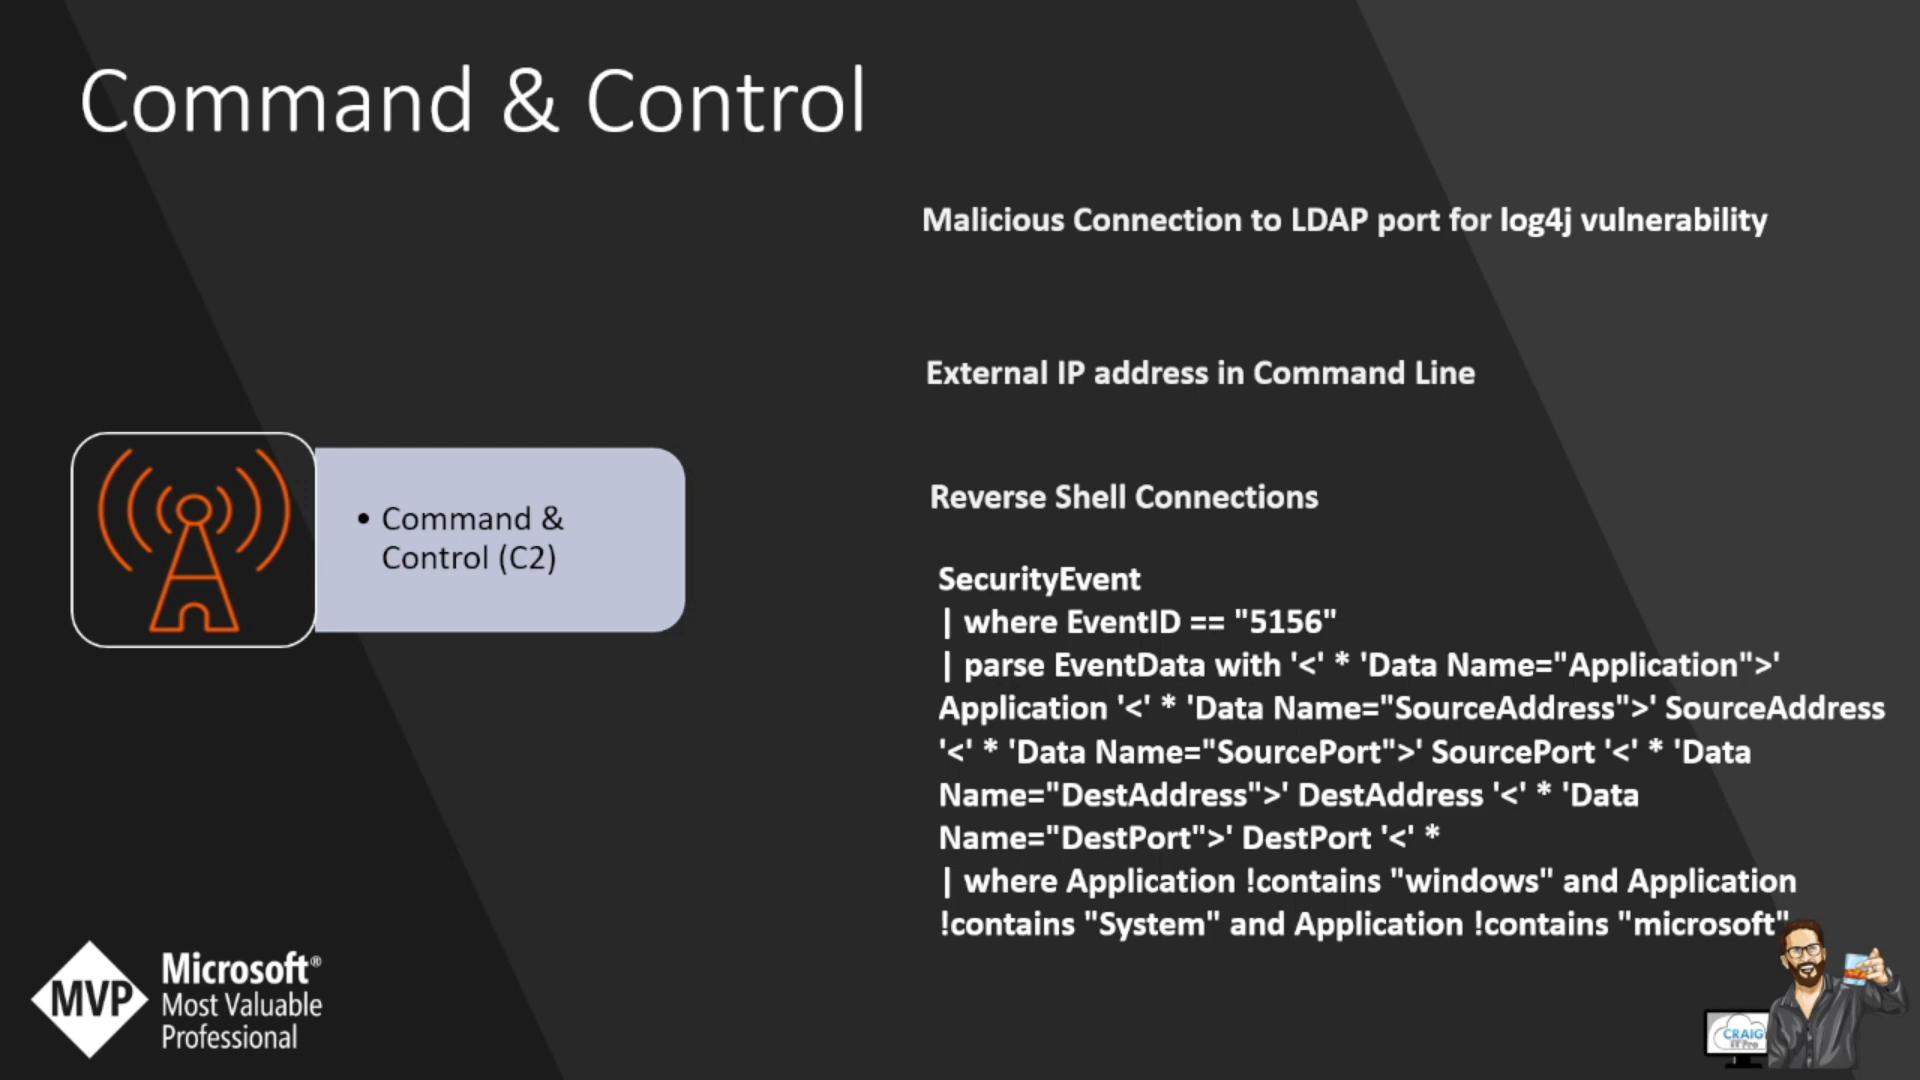 Command & Control
Malicious Connection to LDAP port for log4j vulnerability
External IP address in Command Line
• Command &
Control (C2)
Reverse Shell Connections
SecurityEvent
| where EventID == "5156"
| parse EventData with '<' * 'Data Name="Application">'
Application '<' * 'Data Name="SourceAddress">' SourceAddress
'<' * 'Data Name="SourcePort">' SourcePort '<' * 'Data
Name="DestAddress">' DestAddress '<' * 'Data
Name="DestPort">' DestPort '<' *
| where Application !contains "windows" and Application
!contains "System" and Application !contains "microsoft"
MVP
Microsoft®
Most Valuable
Professional
CRAIG
IT Pro